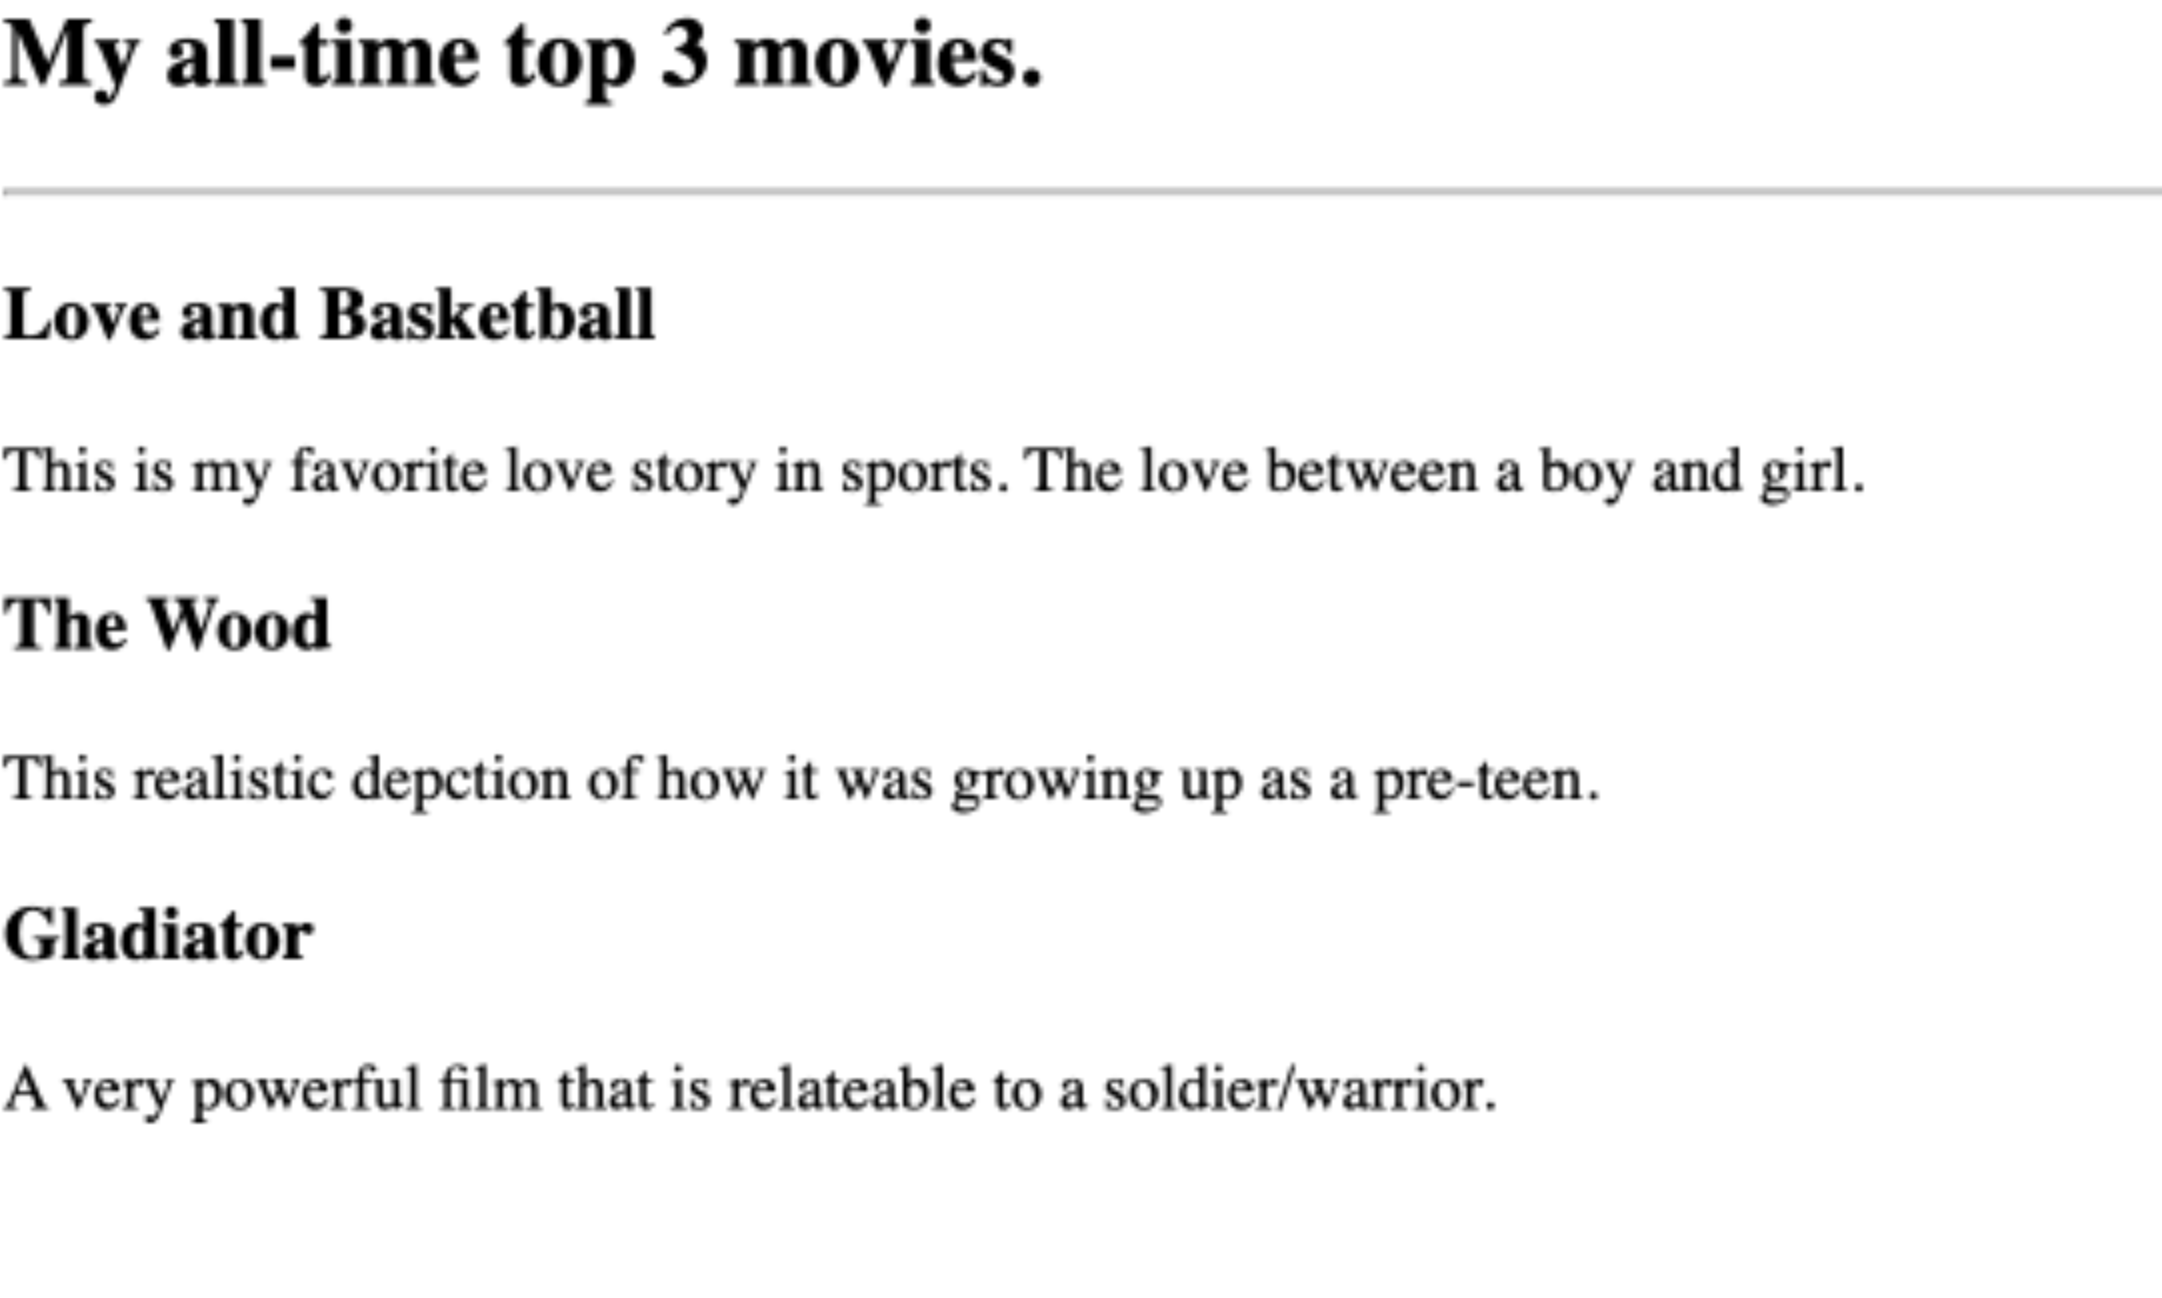 My all-time top 3 movies.
Love and Basketball
This is my favorite love story in sports. The love between a boy and girl.
The Wood
This realistic depction of how it was growing up as a pre-teen.
Gladiator
A very powerful film that is relateable to a soldier/warrior.